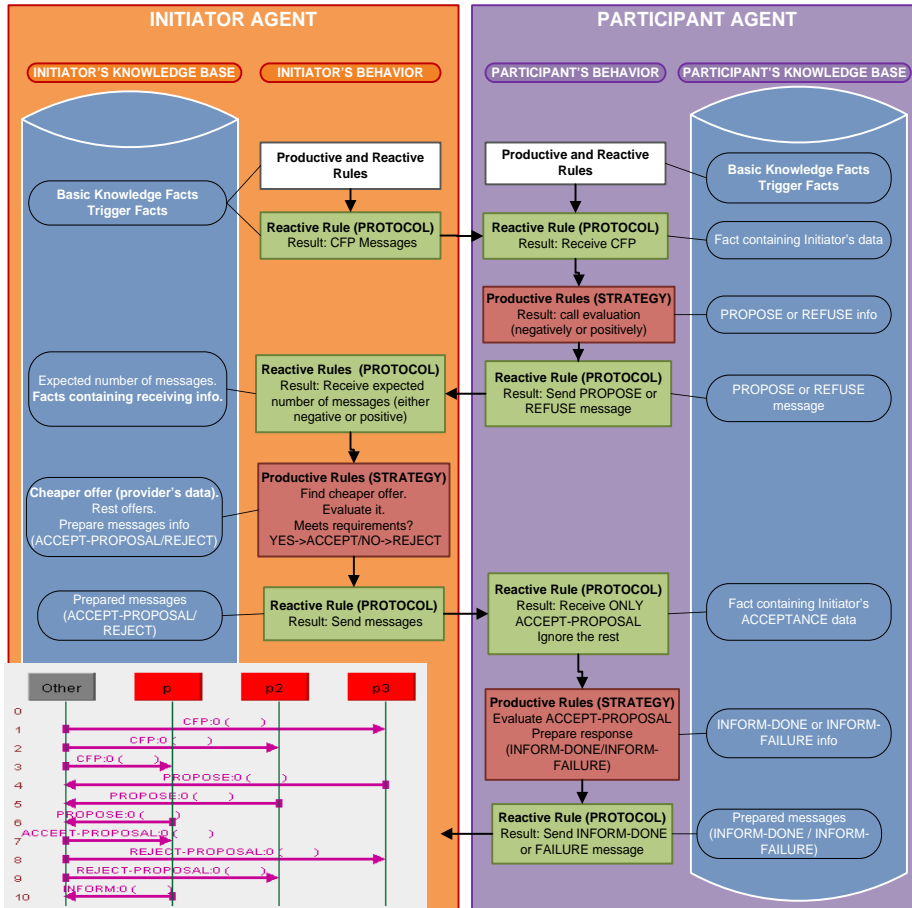 INITIATOR AGENT
INITIATOR'S KNOWLEDGE BASE
INITIATOR'S BEHAVIOR
Basic Knowledge Facts
Trigger Facts
Productive and Reactive
Rules
Reactive Rule (PROTOCOL)
Result: CFP Messages
Expected number of messages.
Facts containing receiving info.
Reactive Rules (PROTOCOL)
Result: Receive expected
number of messages (either
negative or positive)
Cheaper offer (provider's data).
Rest offers.
Prepare messages info
(ACCEPT-PROPOSAL/REJECT)
Productive Rules (STRATEGY)
Find cheaper offer.
Evaluate it.
Meets requirements?
YES->ACCEPT/NO->REJECT
Prepared messages
(ACCEPT-PROPOSAL/
REJECT)
Reactive Rule (PROTOCOL)
Result: Send messages
PARTICIPANT AGENT
PARTICIPANT'S BEHAVIOR
PARTICIPANT'S KNOWLEDGE BASE
Productive and Reactive
Rules
Basic Knowledge Facts
Trigger Facts
Reactive Rule (PROTOCOL)
Result: Receive CFP
Fact containing Initiator's data
Productive Rules (STRATEGY)
Result: call evaluation
(negatively or positively)
PROPOSE or REFUSE info
Reactive Rule (PROTOCOL)
Result: Send PROPOSE or
REFUSE message
PROPOSE or REFUSE
message
Reactive Rule (PROTOCOL)
Result: Receive ONLY
ACCEPT-PROPOSAL
Ignore the rest
Fact containing Initiator's
ACCEPTANCE data
Productive Rules (STRATEGY)
Evaluate ACCEPT-PROPOSAL
Prepare response
(INFORM-DONE/INFORM-
FAILURE)
INFORM-DONE or INFORM-
FAILURE info
Reactive Rule (PROTOCOL)
Result: Send INFORM-DONE
or FAILURE message
Prepared messages
(INFORM-DONE / INFORM-
FAILURE)
Other p p2 p3
0
1 CFP:0 ( )
2 CFP:0 ( )
3 CFP:0 ( )
4 PROPOSE:0 ( )
5 PROPOSE:0 ( )
6 PROPOSE:0 ( )
7 ACCEPT-PROPOSAL:0 ( )
8 REJECT-PROPOSAL:0 ( )
9 REJECT-PROPOSAL:0 ( )
10 INFORM:0 ( )